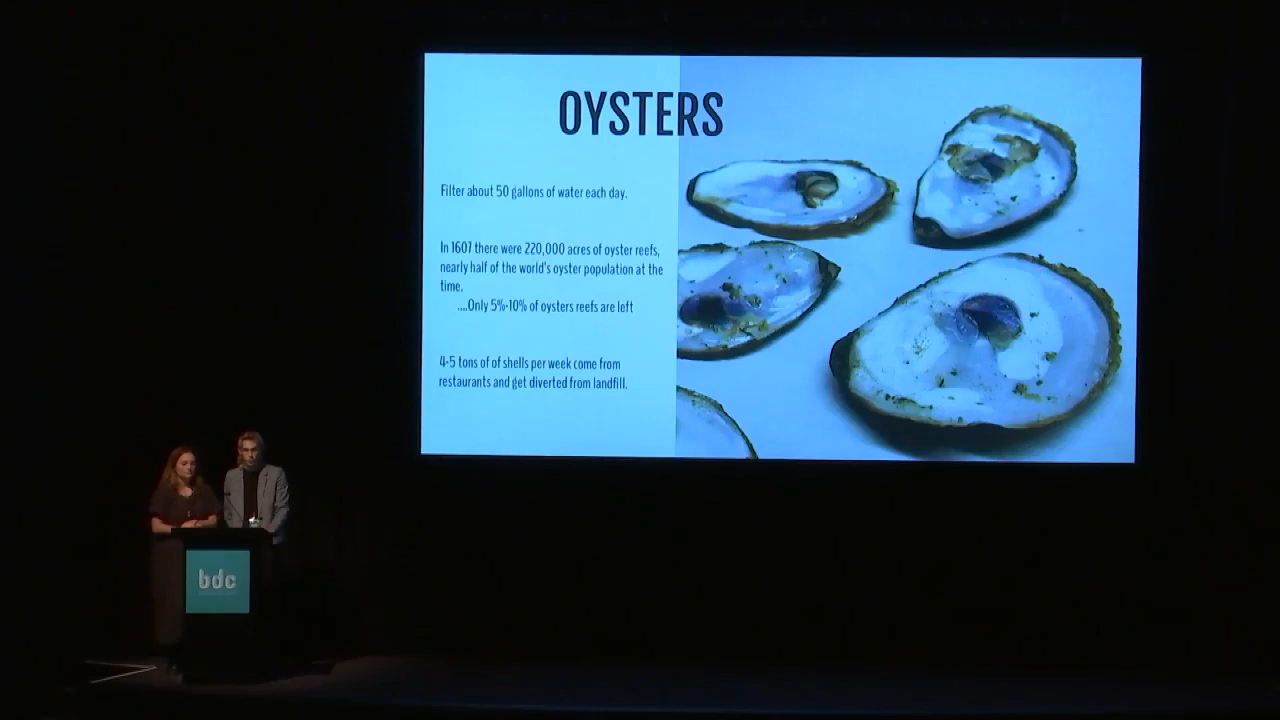 OYSTERS
Filter about 50 gallons of water each day.
In 1607 there were 220,000 acres of oyster reefs,
nearly half of the world's oyster population at the
time.
....Only 5%-10% of oysters reefs are left
4-5 tons of of shells per week come from
restaurants and get diverted from landfill.
bdc